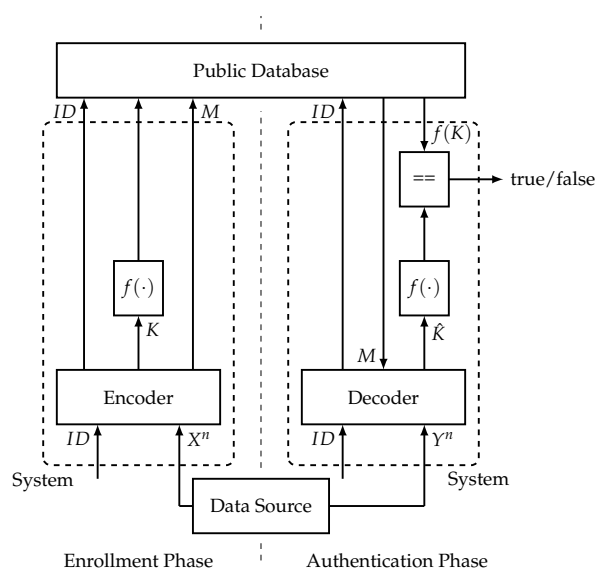 Public Database
ID
M
ID
f(K)
==
true/false
f(·)
f(·)
K
K̂
M
Encoder
Decoder
ID
Xⁿ
ID
Yⁿ
System
System
Data Source
Enrollment Phase
Authentication Phase